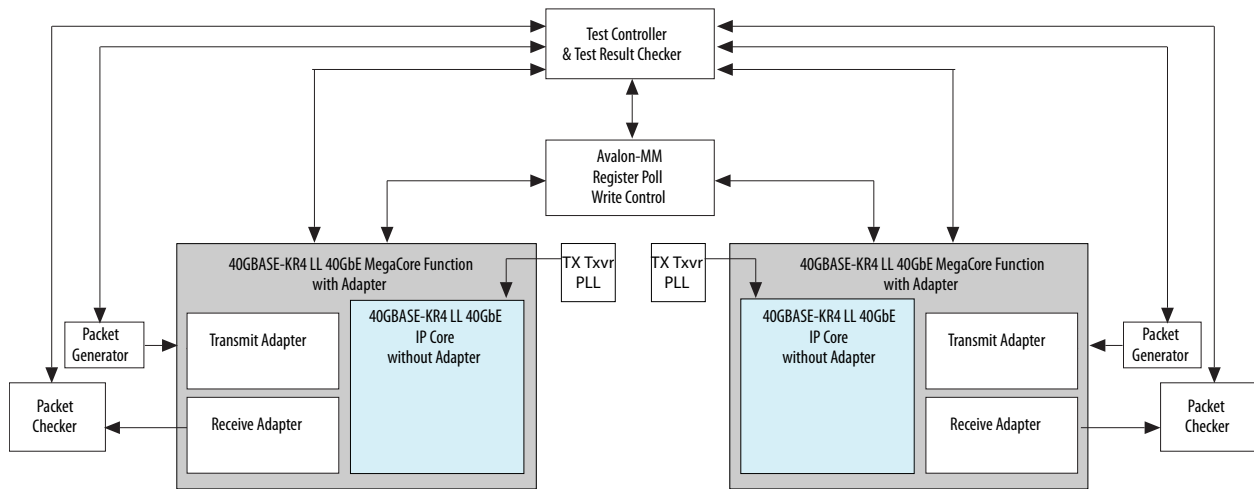 Test Controller
& Test Result Checker
Avalon-MM
Register Poll
Write Control
40GBASE-KR4 LL 40GbE MegaCore Function
with Adapter
TX Txvr
PLL
TX Txvr
PLL
40GBASE-KR4 LL 40GbE MegaCore Function
with Adapter
40GBASE-KR4 LL 40GbE
IP Core
without Adapter
40GBASE-KR4 LL 40GbE
IP Core
without Adapter
Packet
Generator
Transmit Adapter
Transmit Adapter
Packet
Generator
Packet
Checker
Receive Adapter
Receive Adapter
Packet
Checker